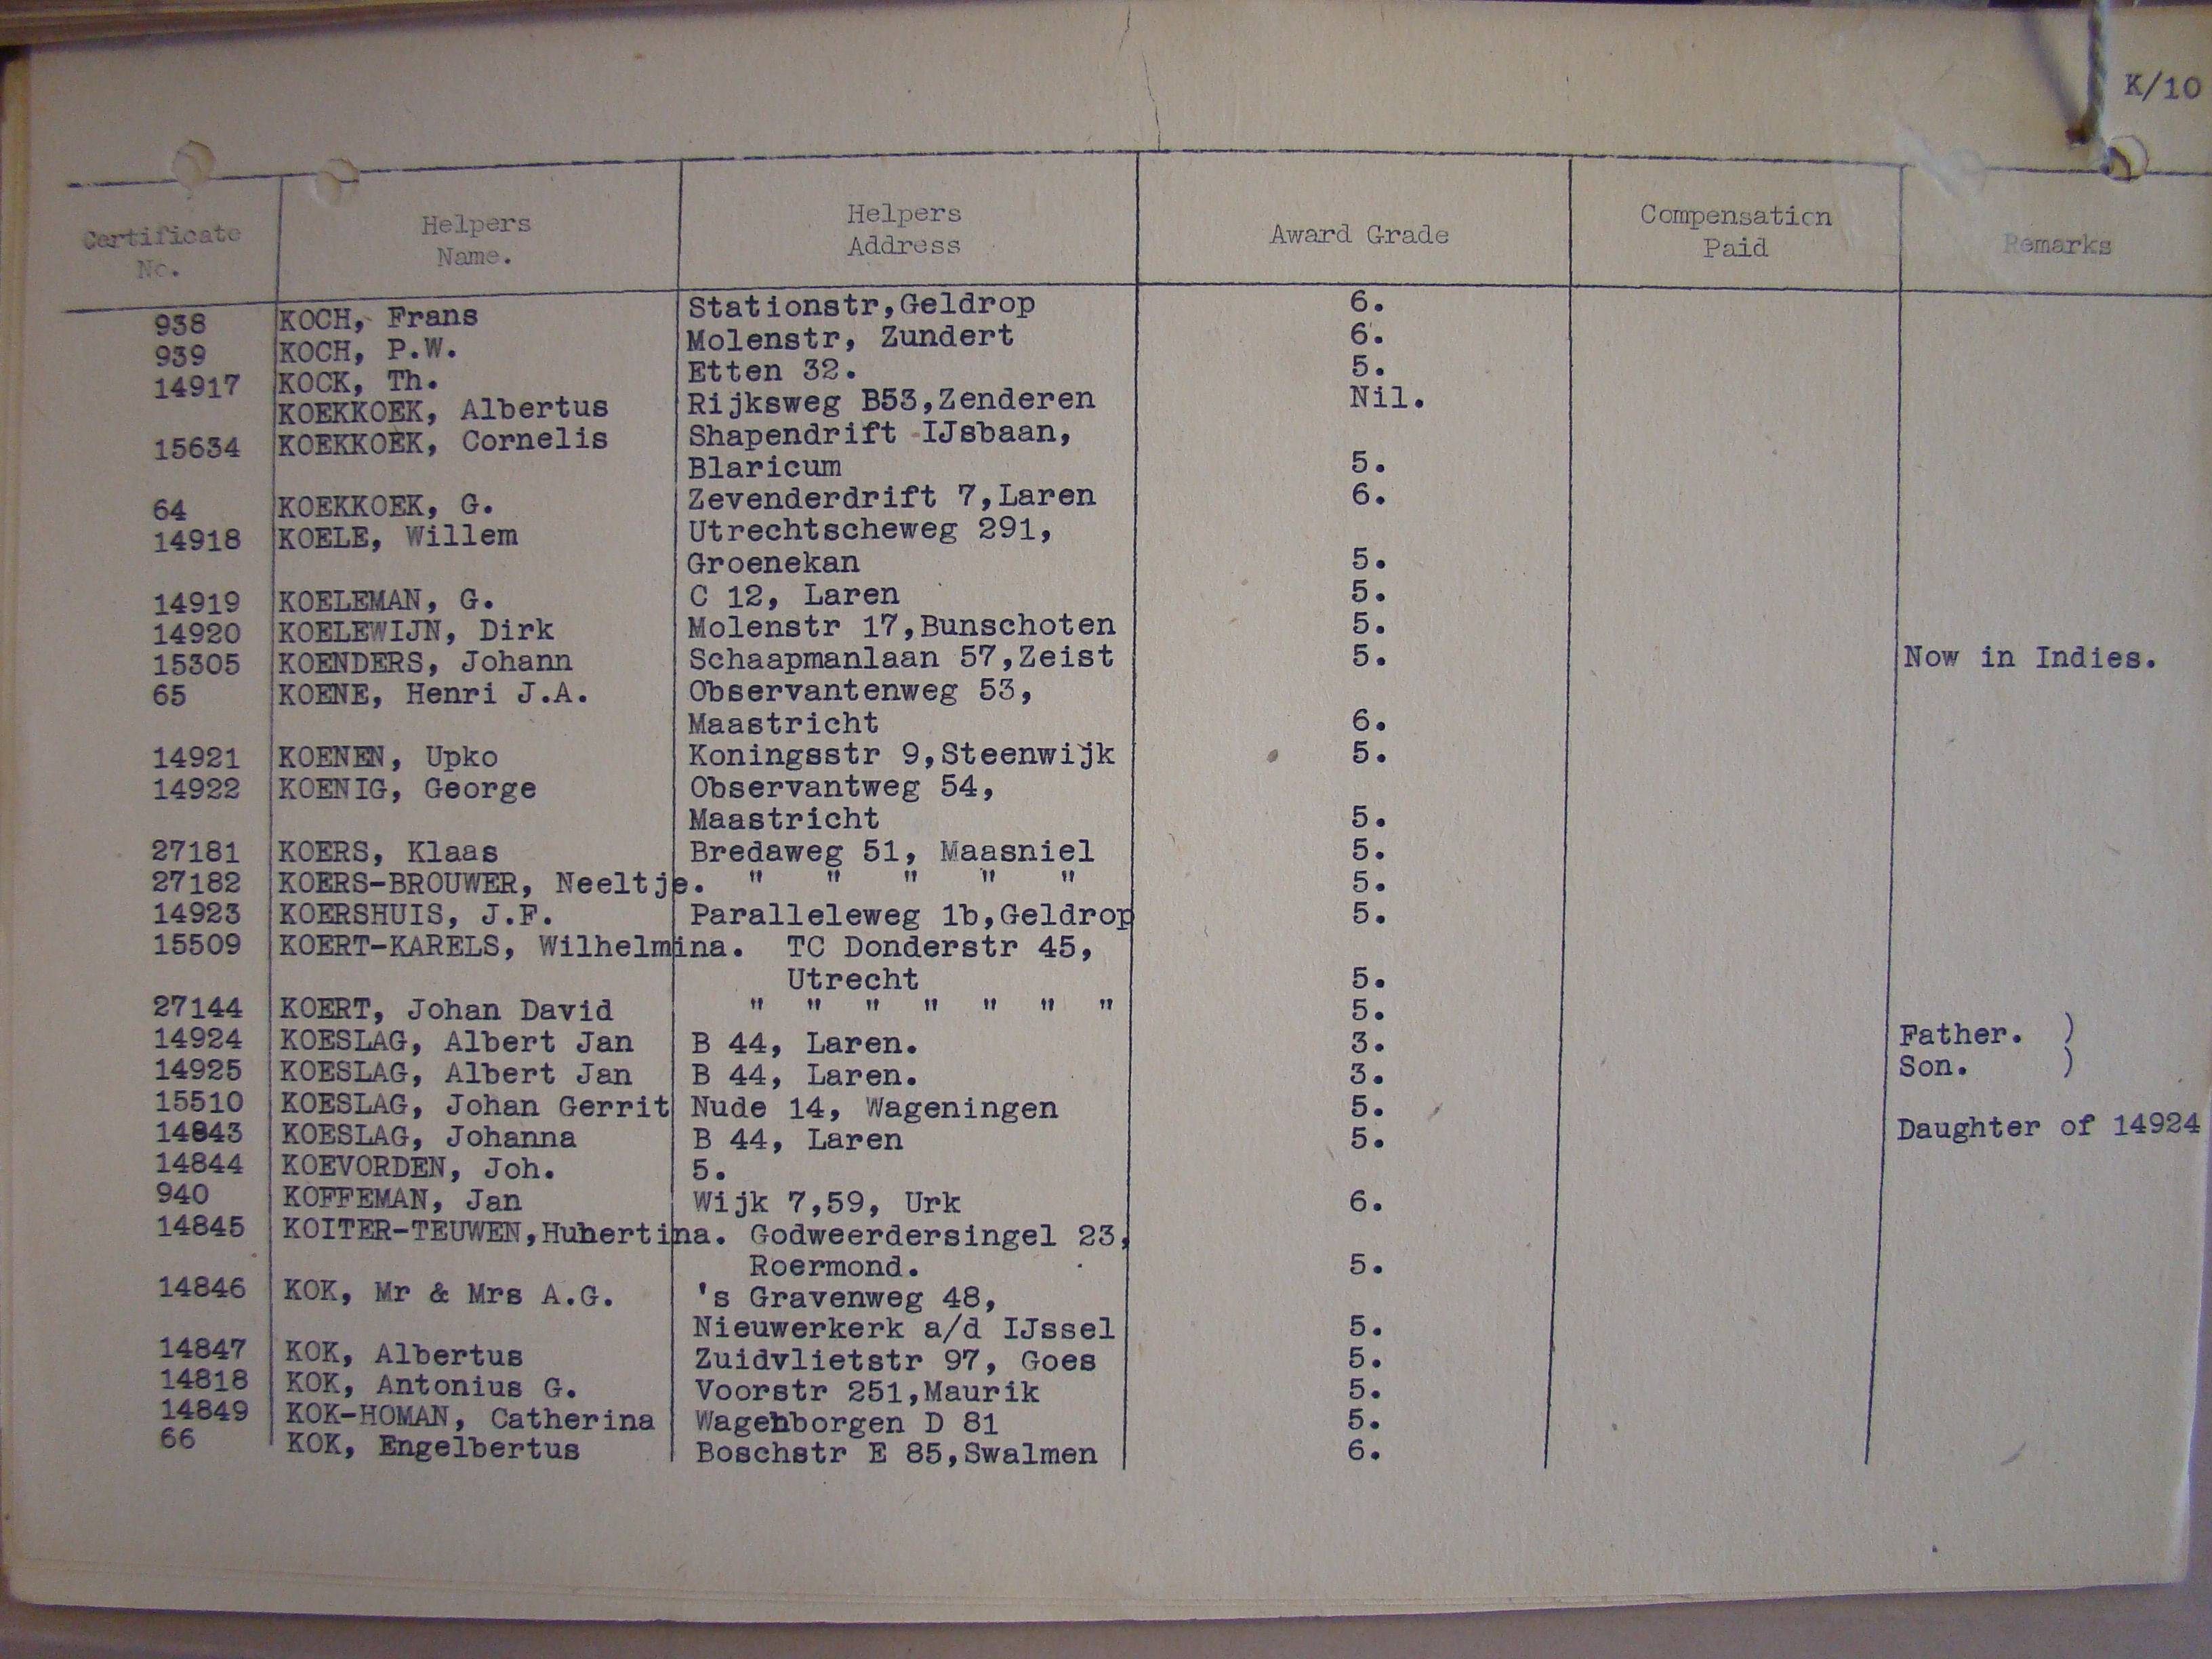 K/10
Certificate No. Helpers Name. Helpers Address Award Grade Compensation Paid Remarks
938 KOCH, Frans Stationstr,Geldrop 6.
939 KOCH, P.W. Molenstr, Zundert 6.
14917 KOCK, Th. Etten 32. 5.
KOEKKOEK, Albertus Rijksweg B53,Zenderen Nil.
15634 KOEKKOEK, Cornelis Shapendrift IJsbaan,
Blaricum 5.
64 KOEKKOEK, G. Zevenderdrift 7,Laren 6.
14918 KOELE, Willem Utrechtscheweg 291,
Groenekan 5.
14919 KOELEMAN, G. C 12, Laren 5.
14920 KOELEWIJN, Dirk Molenstr 17,Bunschoten 5.
15305 KOENDERS, Johann Schaapmanlaan 57,Zeist 5. Now in Indies.
65 KOENE, Henri J.A. Observantenweg 53,
Maastricht 6.
14921 KOENEN, Upko Koningsstr 9,Steenwijk 5.
14922 KOENIG, George Observantweg 54,
Maastricht 5.
27181 KOERS, Klaas Bredaweg 51, Maasniel 5.
27182 KOERS-BROUWER, Neeltje. " " " " " 5.
14923 KOERSHUIS, J.F. Paralleleweg 1b,Geldrop 5.
15509 KOERT-KARELS, Wilhelmina. TC Donderstr 45,
Utrecht 5.
27144 KOERT, Johan David " " " " " " " 5.
14924 KOESLAG, Albert Jan B 44, Laren. 3. Father. )
14925 KOESLAG, Albert Jan B 44, Laren. 3. Son. )
15510 KOESLAG, Johan Gerrit Nude 14, Wageningen 5.
14843 KOESLAG, Johanna B 44, Laren 5. Daughter of 14924
14844 KOEVORDEN, Joh. 5.
940 KOFFEMAN, Jan Wijk 7,59, Urk 6.
14845 KOITER-TEUWEN,Hubertina. Godweerdersingel 23,
Roermond. 5.
14846 KOK, Mr & Mrs A.G. 's Gravenweg 48,
Nieuwerkerk a/d IJssel 5.
14847 KOK, Albertus Zuidvlietstr 97, Goes 5.
14818 KOK, Antonius G. Voorstr 251,Maurik 5.
14849 KOK-HOMAN, Catherina Wagenborgen D 81 5.
66 KOK, Engelbertus Boschstr E 85,Swalmen 6.